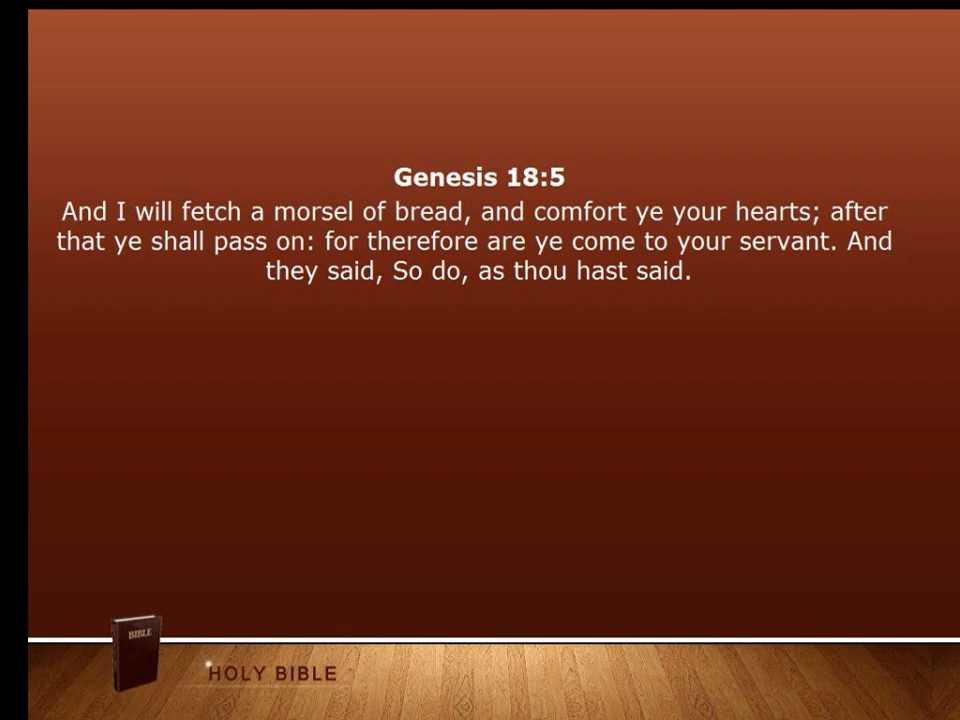 Genesis 18:5
And I will fetch a morsel of bread, and comfort ye your hearts; after
that ye shall pass on: for therefore are ye come to your servant. And
they said, So do, as thou hast said.
BIBLE
HOLY BIBLE